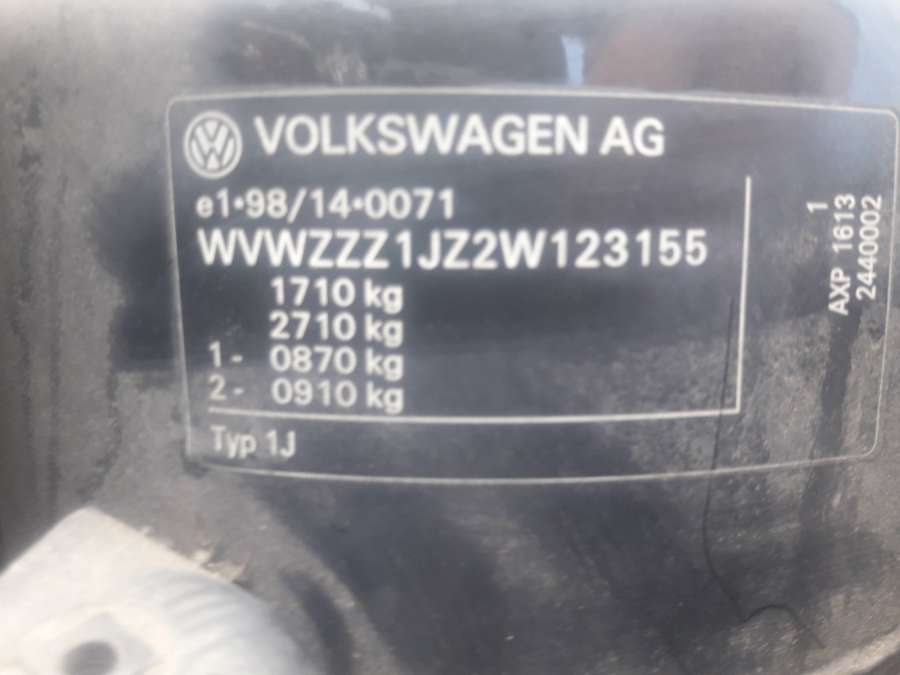 VOLKSWAGEN AG
e1•98/14•0071
WVWZZZ1JZ2W123155
1710 kg
2710 kg
1- 0870 kg
2- 0910 kg
Typ 1J
1
AXP 1613
2440002